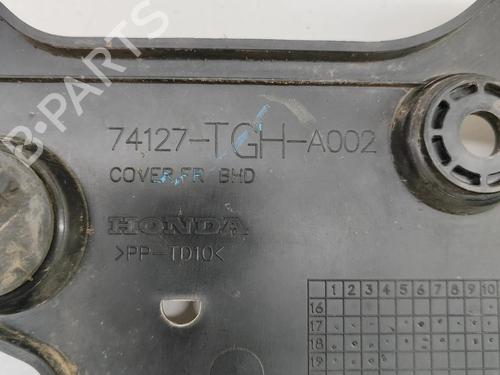 74127-TGH-A002
COVER,FR BHD
HONDA
>PP-TD10<
1 2 3 4 5 6 7 8 9 10
16
17
18
19
B-PARTS